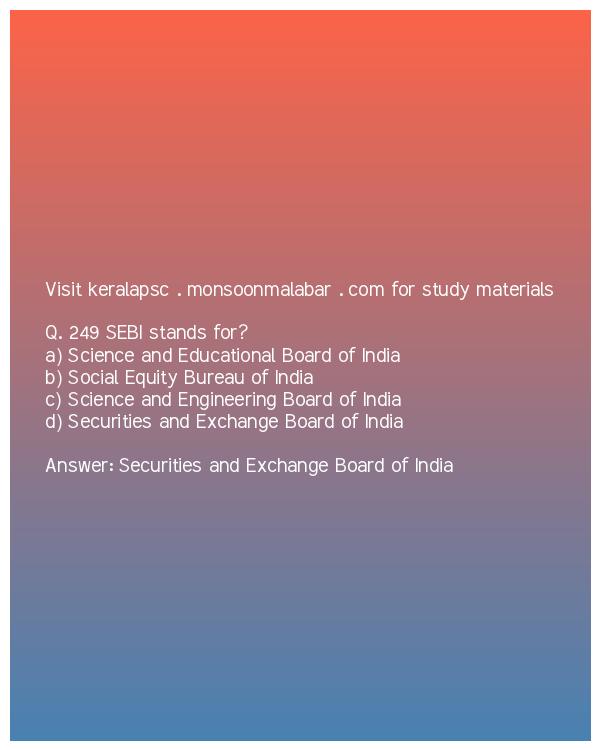 Visit keralapsc . monsoonmalabar . com for study materials
Q. 249 SEBI stands for?
a) Science and Educational Board of India
b) Social Equity Bureau of India
c) Science and Engineering Board of India
d) Securities and Exchange Board of India
Answer: Securities and Exchange Board of India